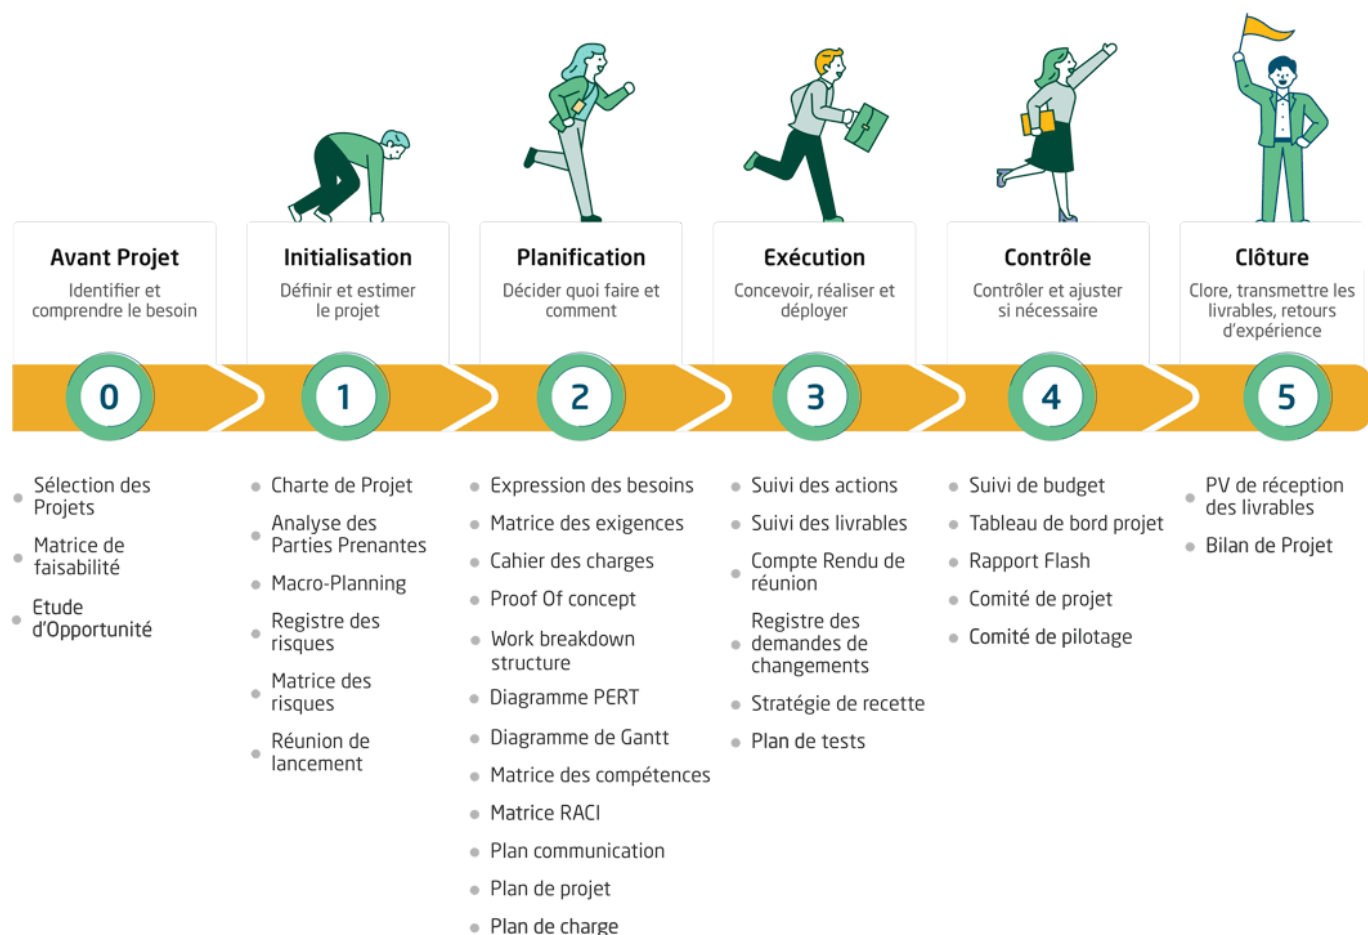 Avant Projet
Identifier et
comprendre le besoin
0
Sélection des
Projets
Matrice de
faisabilité
Etude
d'Opportunité
Initialisation
Définir et estimer
le projet
1
Charte de Projet
Analyse des
Parties Prenantes
Macro-Planning
Registre des
risques
Matrice des
risques
Réunion de
lancement
Planification
Décider quoi faire et
comment
2
Expression des besoins
Matrice des exigences
Cahier des charges
Proof Of concept
Work breakdown
structure
Diagramme PERT
Diagramme de Gantt
Matrice des compétences
Matrice RACI
Plan communication
Plan de projet
Plan de charge
Exécution
Concevoir, réaliser et
déployer
3
Suivi des actions
Suivi des livrables
Compte Rendu de
réunion
Registre des
demandes de
changements
Stratégie de recette
Plan de tests
Contrôle
Contrôler et ajuster
si nécessaire
4
Suivi de budget
Tableau de bord projet
Rapport Flash
Comité de projet
Comité de pilotage
Clôture
Clore, transmettre les
livrables, retours
d'expérience
5
PV de réception
des livrables
Bilan de Projet